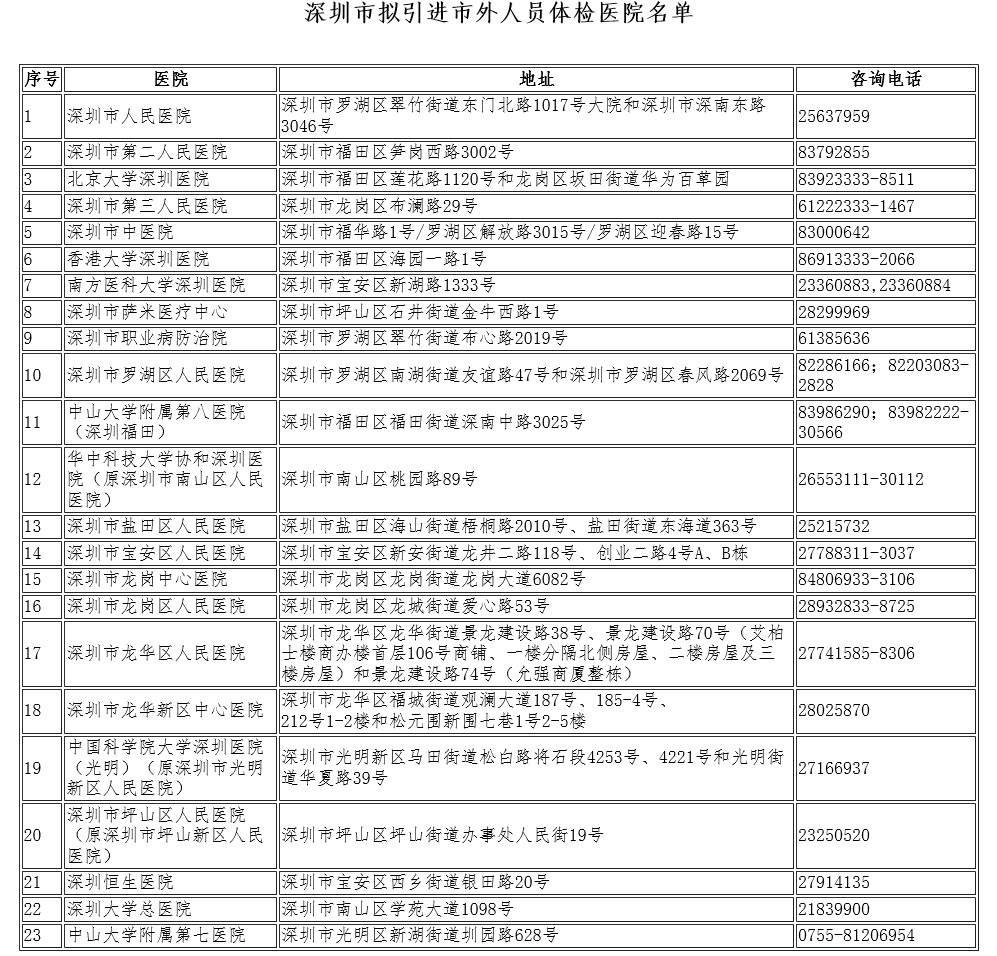 深圳市拟引进市外人员体检医院名单
序号 医院 地址 咨询电话
1 深圳市人民医院 深圳市罗湖区翠竹街道东门北路1017号大院和深圳市深南东路
3046号 25637959
2 深圳市第二人民医院 深圳市福田区笋岗西路3002号 83792855
3 北京大学深圳医院 深圳市福田区莲花路1120号和龙岗区坂田街道华为百草园 83923333-8511
4 深圳市第三人民医院 深圳市龙岗区布澜路29号 61222333-1467
5 深圳市中医院 深圳市福华路1号/罗湖区解放路3015号/罗湖区迎春路15号 83000642
6 香港大学深圳医院 深圳市福田区海园一路1号 86913333-2066
7 南方医科大学深圳医院 深圳市宝安区新湖路1333号 23360883,23360884
8 深圳市萨米医疗中心 深圳市坪山区石井街道金牛西路1号 28299969
9 深圳市职业病防治院 深圳市罗湖区翠竹街道布心路2019号 61385636
10 深圳市罗湖区人民医院 深圳市罗湖区南湖街道友谊路47号和深圳市罗湖区春风路2069号 82286166；82203083-
2828
11 中山大学附属第八医院
（深圳福田） 深圳市福田区福田街道深南中路3025号 83986290；83982222-
30566
12 华中科技大学协和深圳医
院（原深圳市南山区人民
医院） 深圳市南山区桃园路89号 26553111-30112
13 深圳市盐田区人民医院 深圳市盐田区海山街道梧桐路2010号、盐田街道东海道363号 25215732
14 深圳市宝安区人民医院 深圳市宝安区新安街道龙井二路118号、创业二路4号A、B栋 27788311-3037
15 深圳市龙岗中心医院 深圳市龙岗区龙岗街道龙岗大道6082号 84806933-3106
16 深圳市龙岗区人民医院 深圳市龙岗区龙城街道爱心路53号 28932833-8725
17 深圳市龙华区人民医院 深圳市龙华区龙华街道景龙建设路38号、景龙建设路70号（艾柏
士楼商办楼首层106号商铺、一楼分隔北侧房屋、二楼房屋及三
楼房屋）和景龙建设路74号（允强商厦整栋） 27741585-8306
18 深圳市龙华新区中心医院 深圳市龙华区福城街道观澜大道187号、185-4号、
212号1-2楼和松元围新围七巷1号2-5楼 28025870
19 中国科学院大学深圳医院
（光明）（原深圳市光明
新区人民医院） 深圳市光明新区马田街道松白路将石段4253号、4221号和光明街
道华夏路39号 27166937
20 深圳市坪山区人民医院
（原深圳市坪山新区人民
医院） 深圳市坪山区坪山街道办事处人民街19号 23250520
21 深圳恒生医院 深圳市宝安区西乡街道银田路20号 27914135
22 深圳大学总医院 深圳市南山区学苑大道1098号 21839900
23 中山大学附属第七医院 深圳市光明区新湖街道圳园路628号 0755-81206954